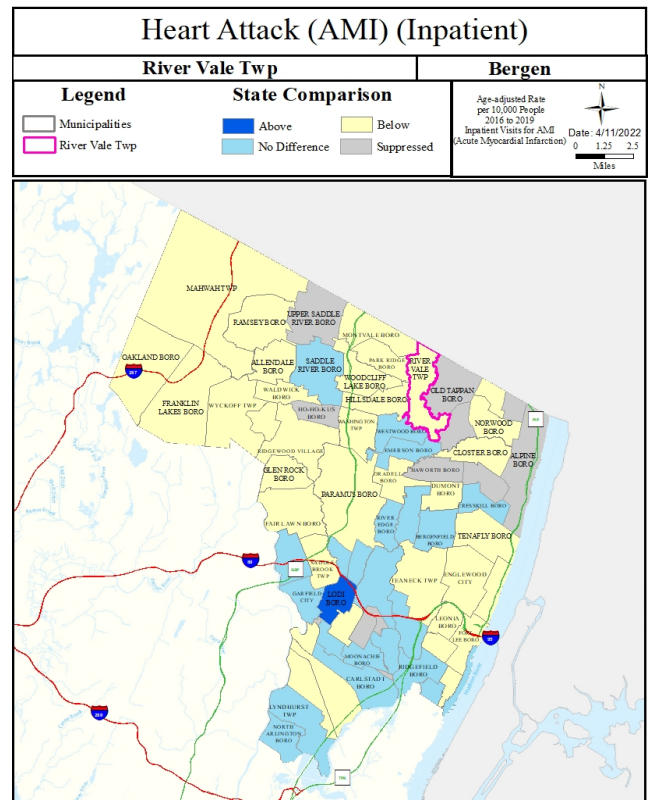 Heart Attack (AMI) (Inpatient)
River Vale Twp
Bergen
Legend
Municipalities
River Vale Twp
State Comparison
Above
Below
No Difference
Suppressed
Age-adjusted Rate
per 10,000 People
2016 to 2019
Inpatient Visits for AMI
(Acute Myocardial Infarction)
N
Date: 4/11/2022
0 1.25 2.5
Miles
MAHWAH TWP
UPPER SADDLE
RIVER BORO
RAMSEY BORO
MONTVALE BORO
OAKLAND BORO
ALLENDALE
BORO
SADDLE
RIVER BORO
PARK RIDGE
BORO
RIVER
VALE
TWP
287
WOODCLIFF
LAKE BORO
OLD TAPPAN
BORO
WALDWICK
BORO
HILLSDALE BORO
FRANKLIN
LAKES BORO
WYCKOFF TWP
HO-HO-KUS
BORO
WASHINGTON
TWP
WESTWOOD BORO
NORWOOD
BORO
RIDGEWOOD VILLAGE
EMERSON BORO
CLOSTER BORO
ALPINE
BORO
GLEN ROCK
BORO
ORADELL
BORO
HAWORTH BORO
PARAMUS BORO
DUMONT
BORO
CRESSKILL BORO
FAIR LAWN BORO
RIVER
EDGE
BORO
BERGENFIELD
BORO
TENAFLY BORO
80
BROOK
TWP
TEANECK TWP
ENGLEWOOD
CITY
GARFIELD
CITY
LODI
BORO
LEONIA
BORO
FORT
LEE BORO
95
MOONACHIE
BORO
RIDGEFIELD
BORO
CARLSTADT
BORO
LYNDHURST
TWP
280
NORTH
ARLINGTON
BORO